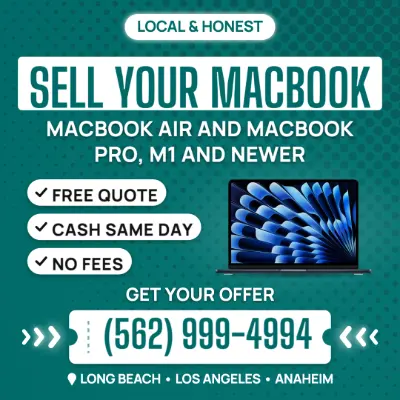 LOCAL & HONEST
SELL YOUR MACBOOK
MACBOOK AIR AND MACBOOK
PRO, M1 AND NEWER
FREE QUOTE
CASH SAME DAY
NO FEES
GET YOUR OFFER
(562) 999-4994
LONG BEACH • LOS ANGELES • ANAHEIM